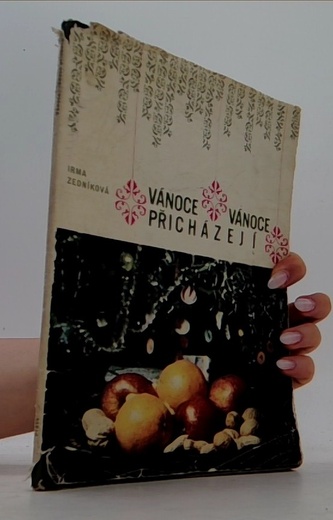 IRMA
ZEDNÍKOVÁ
VÁNOCE VÁNOCE
PŘICHÁZEJÍ